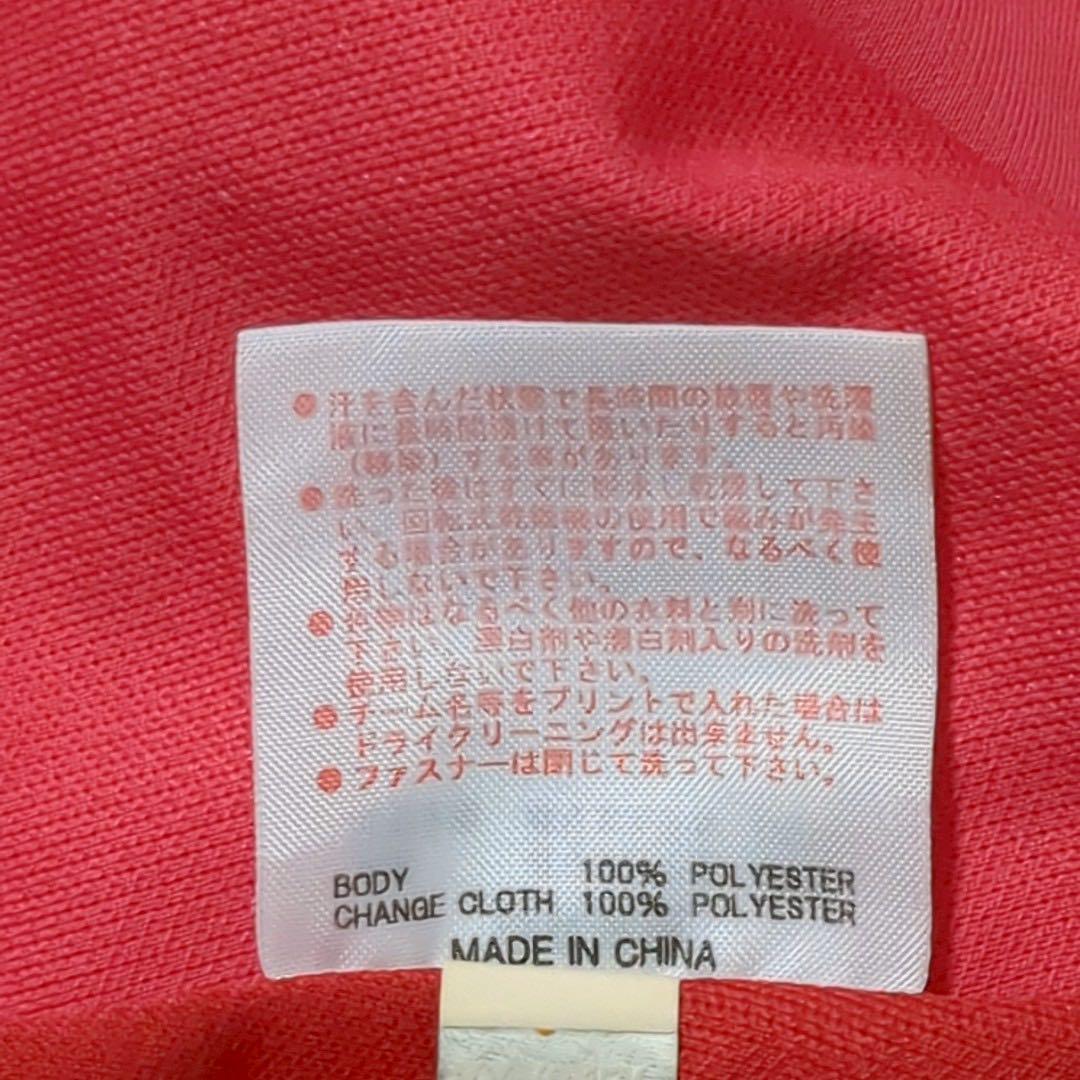 ● 汗を含んだ状態で長時間の放置や洗濯
液に長時間漬けて置いたりすると汚染
（移染）する事があります。
● 洗った後はすぐに脱水し乾燥して下さ
い。回転式乾燥機の使用で縮みが発生
する場合がありますので、なるべく使
用しないで下さい。
● 物はなるべく他の衣料と別に洗って
下さい。漂白剤や漂白剤入りの洗剤を
使用しないで下さい。
● チーム名等をプリントで入れた場合は
ドライクリーニングは出来ません。
● ファスナーは閉じて洗って下さい。
BODY 100% POLYESTER
CHANGE CLOTH 100% POLYESTER
MADE IN CHINA